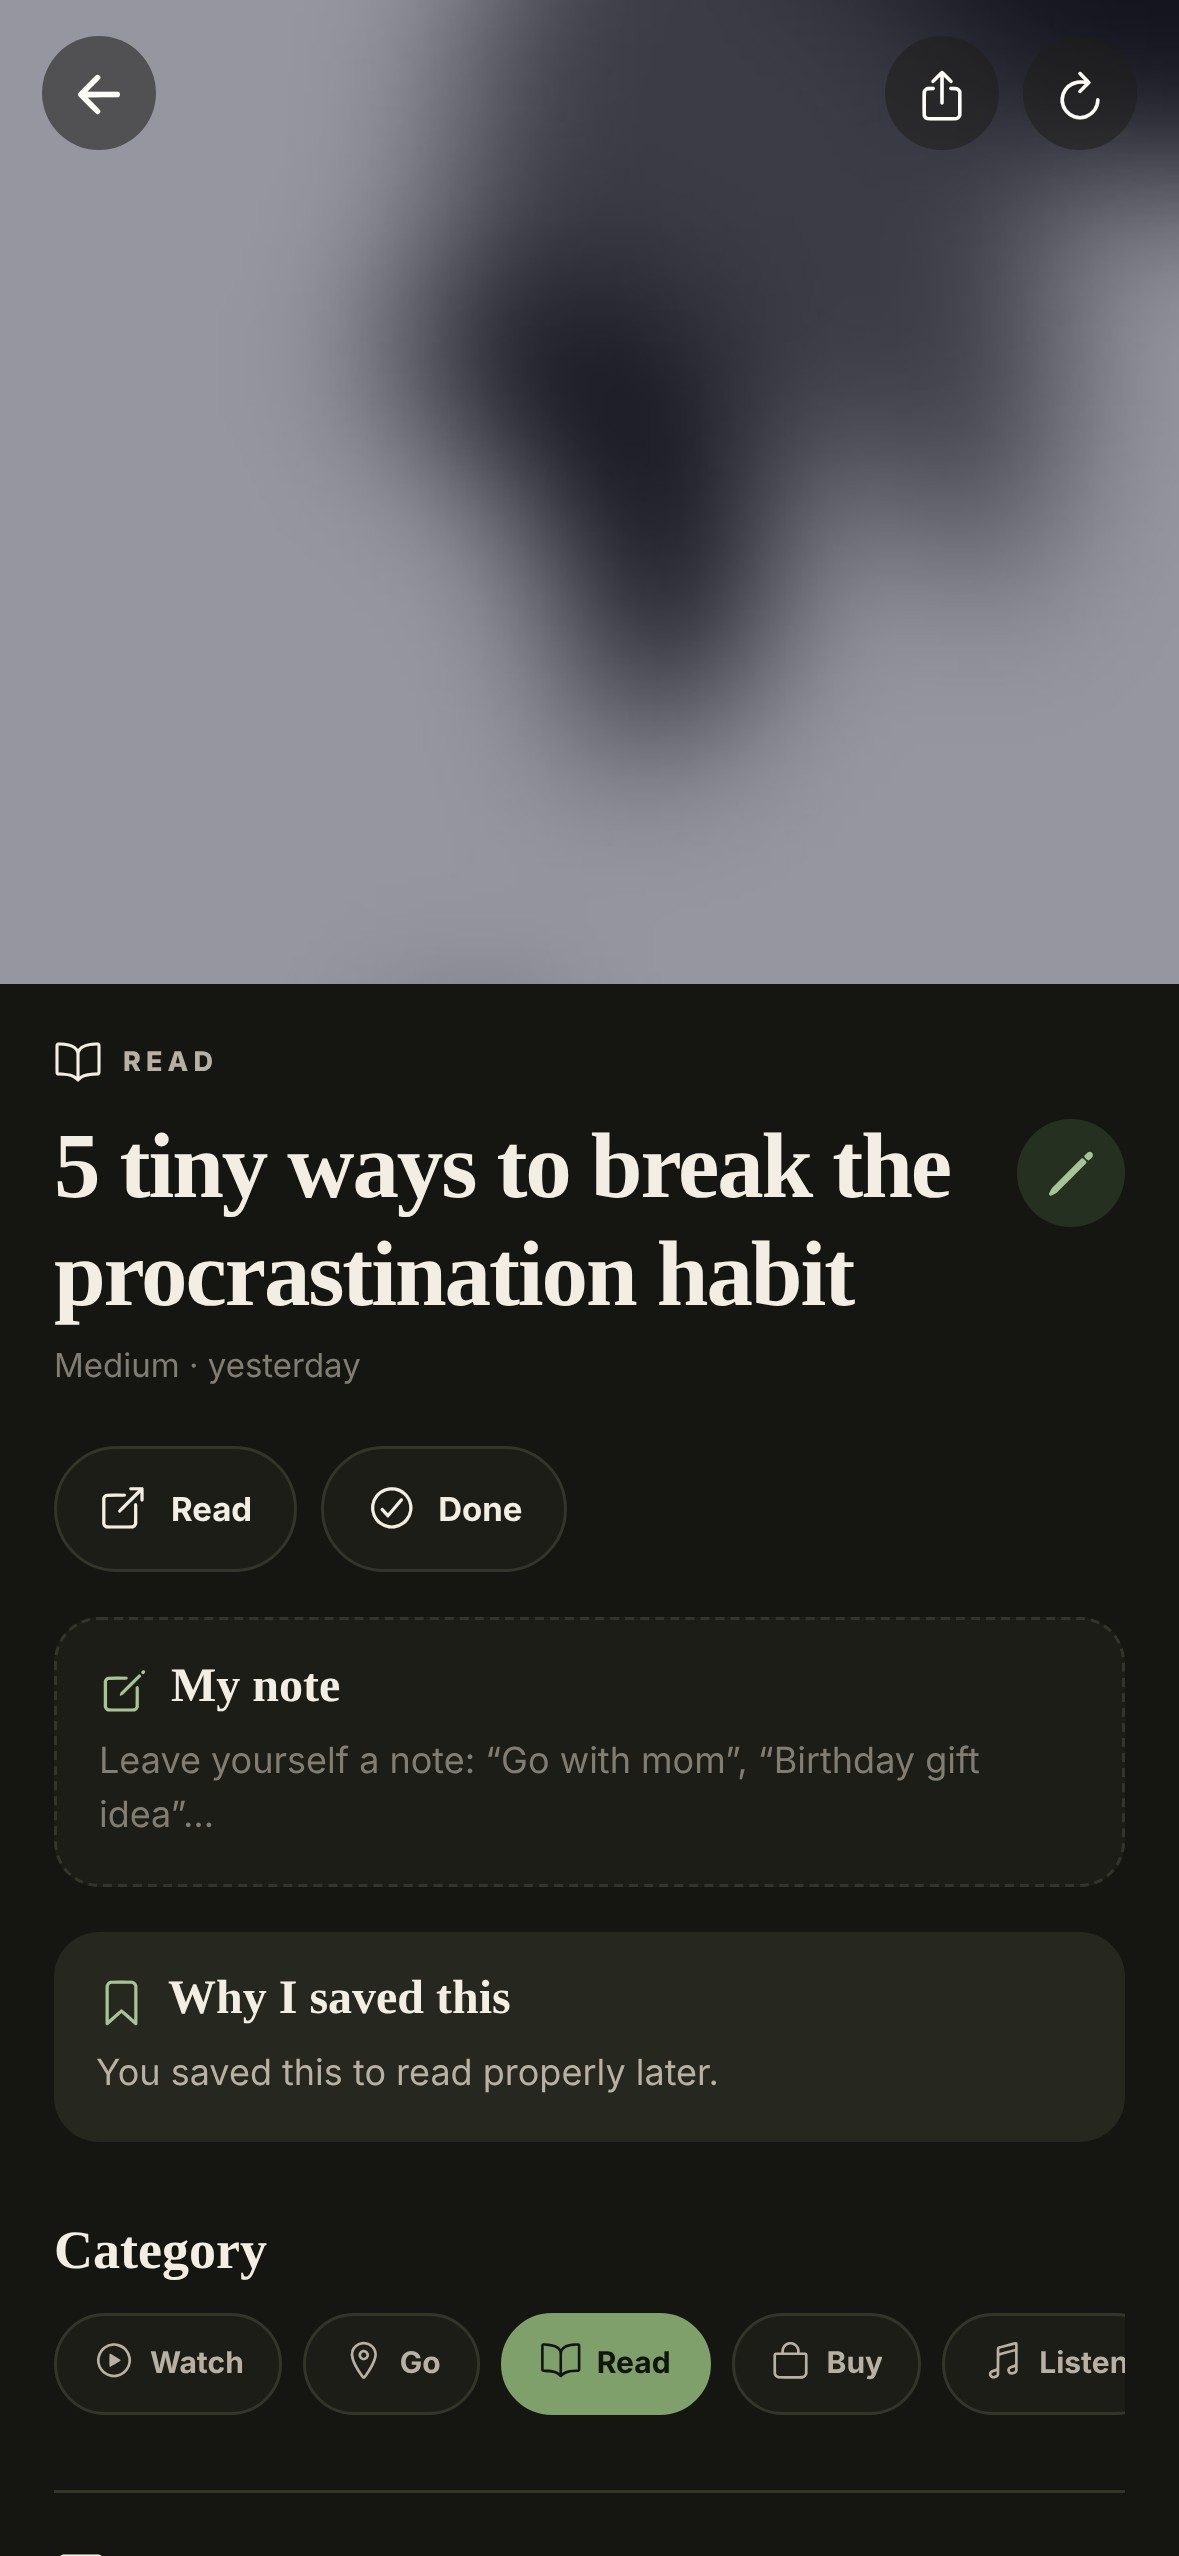 READ
5 tiny ways to break the
procrastination habit
Medium · yesterday
Read
Done
My note
Leave yourself a note: “Go with mom”, “Birthday gift
idea”...
Why I saved this
You saved this to read properly later.
Category
Watch
Go
Read
Buy
Listen